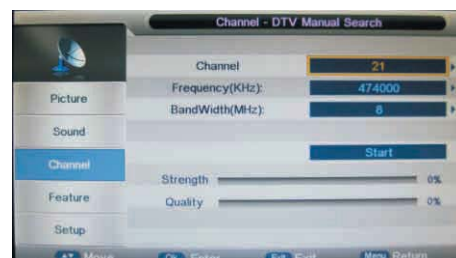 Channel - DTV Manual Search
Channel 21
Frequency(KHz): 474000
BandWidth(MHz): 8
Start
Strength 0%
Quality 0%
Picture
Sound
Channel
Feature
Setup
Move Enter Exit Menu Return